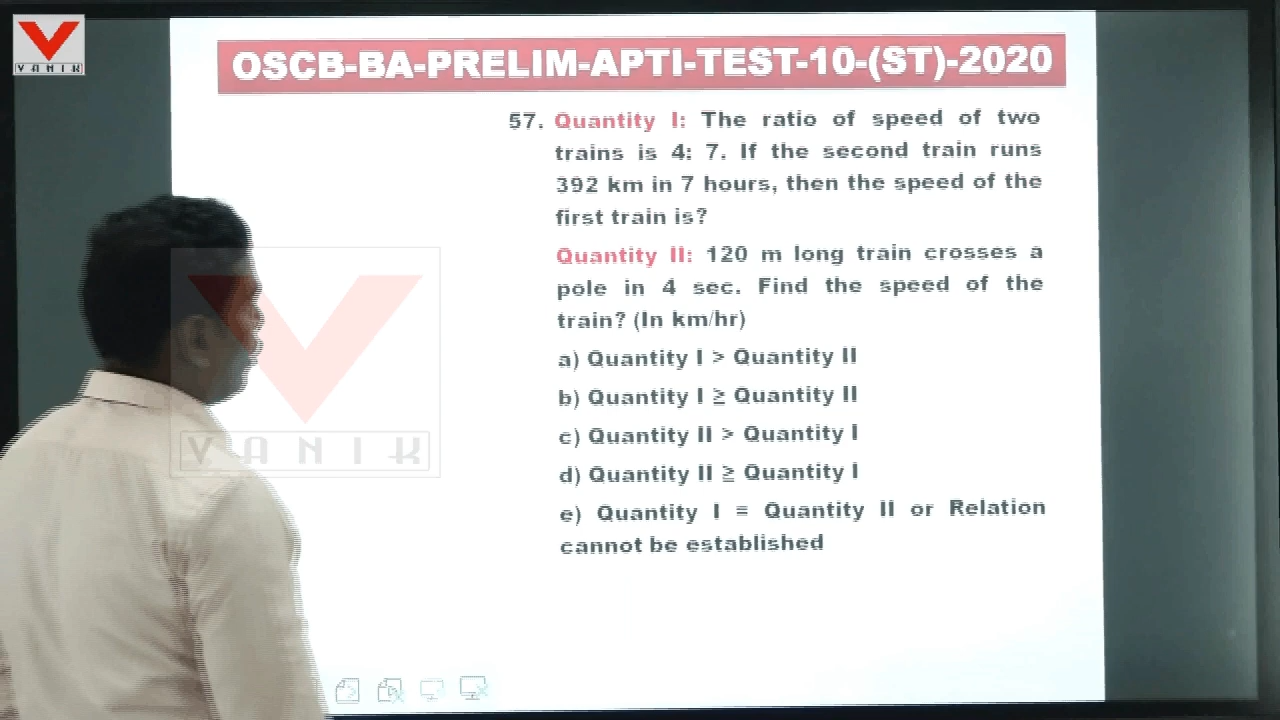 VANIK
OSCB-BA-PRELIM-APTI-TEST-10-(ST)-2020
57. Quantity I: The ratio of speed of two
trains is 4: 7. If the second train runs
392 km in 7 hours, then the speed of the
first train is?
Quantity II: 120 m long train crosses a
pole in 4 sec. Find the speed of the
train? (In km/hr)
a) Quantity I > Quantity II
b) Quantity I ≥ Quantity II
c) Quantity II > Quantity I
d) Quantity II ≥ Quantity I
e) Quantity I = Quantity II or Relation
cannot be established
VANIK